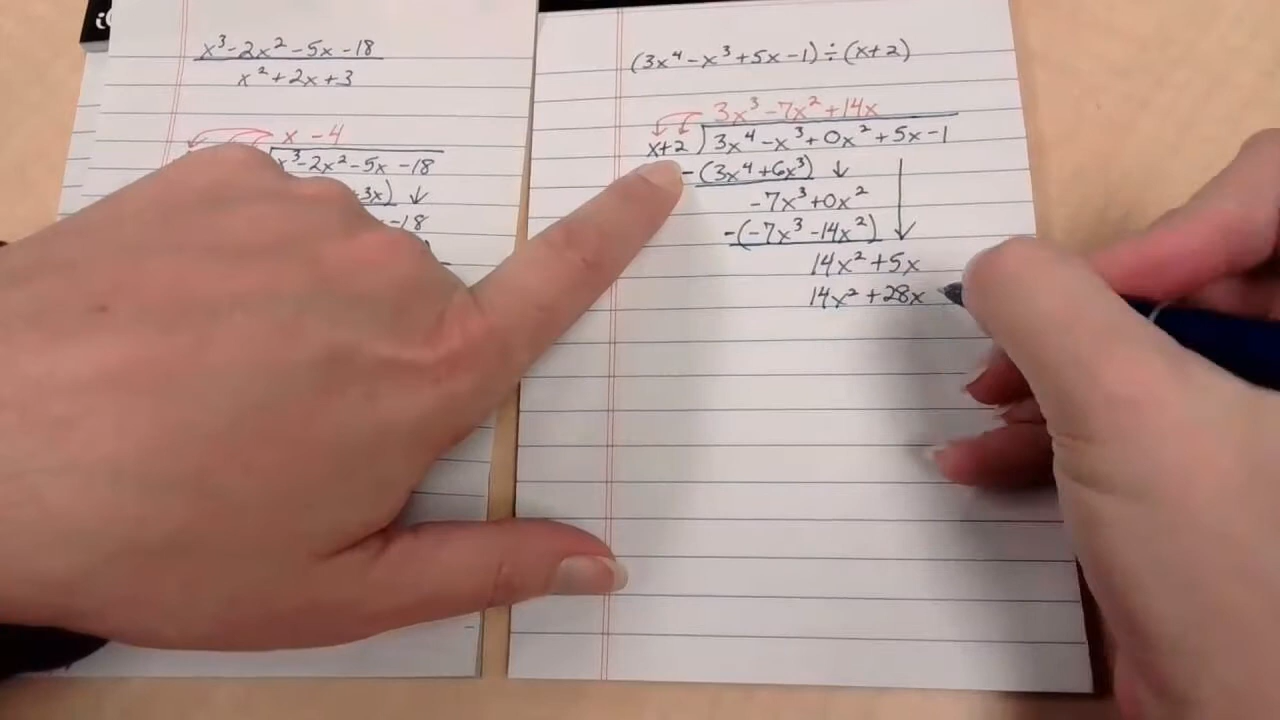 x³-2x²-5x-18
x²+2x+3
x -4
x³-2x²-5x -18
3x) ↓
-18
(3x⁴-x³+5x-1)÷(x+2)
3x³-7x²+14x
x+2 ) 3x⁴-x³+0x²+5x-1
-(3x⁴+6x³) ↓
-7x³+0x²
-(-7x³-14x²)
14x²+5x
14x²+28x